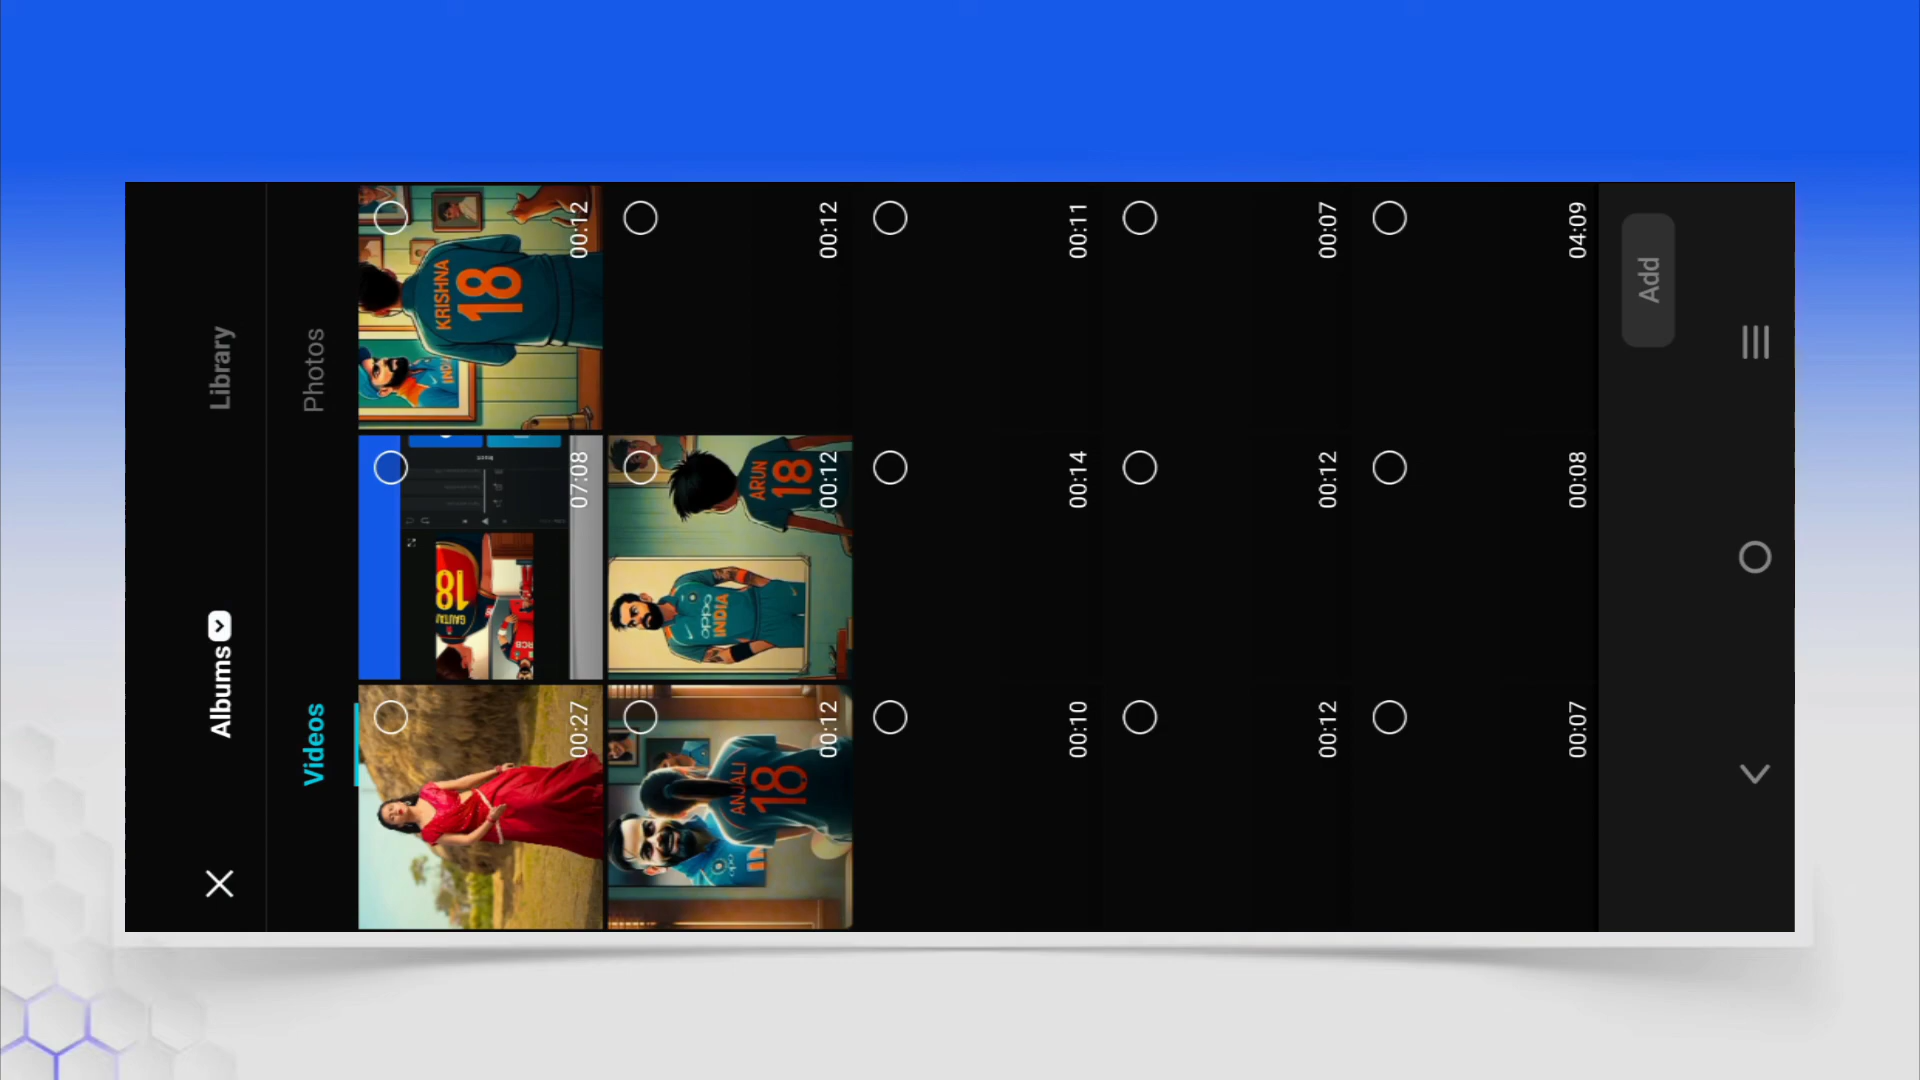 Albums Library
Videos Photos
00:27 07:08 00:12
18
RCB
KRISHNA
18
00:12 00:12 00:12
ANJALI
18
ARUN
18
oppo
INDIA
00:10 00:14 00:11
00:12 00:12 00:07
00:07 00:08 04:09
Add